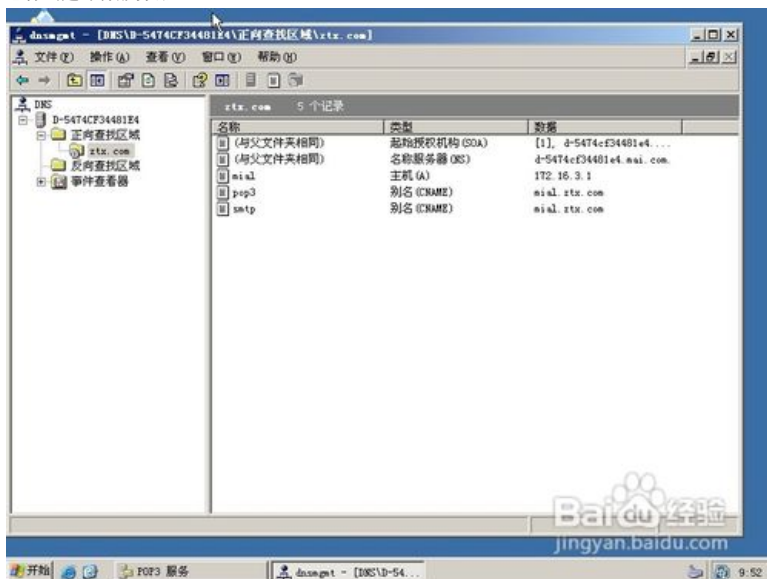 dnsmgmt - [DNS\D-5474CF34481E4\正向查找区域\ztx.com]
文件(F) 操作(A) 查看(V) 窗口(W) 帮助(H)
DNS
D-5474CF34481E4
正向查找区域
ztx.com
反向查找区域
事件查看器
ztx.com 5 个记录
名称 类型 数据
(与父文件夹相同) 起始授权机构(SOA) [1], d-5474cf34481e4....
(与父文件夹相同) 名称服务器(NS) d-5474cf34481e4.mai.com.
mial 主机(A) 172.16.3.1
pop3 别名(CNAME) mial.ztx.com
smtp 别名(CNAME) mial.ztx.com
Baidu 经验
jingyan.baidu.com
开始 POP3 服务 dnsmgmt - [DNS\D-54... 9:52